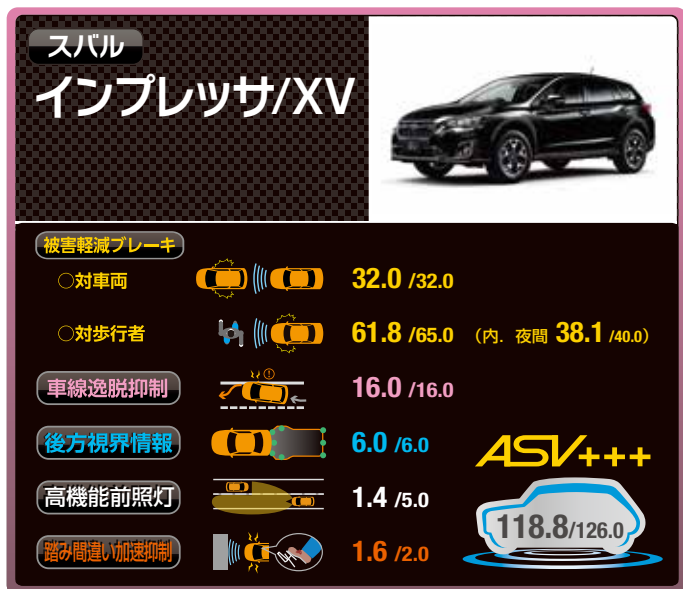 スバル
インプレッサ/XV
被害軽減ブレーキ
○対車両 32.0 /32.0
○対歩行者 61.8 /65.0 (内. 夜間 38.1 /40.0)
車線逸脱抑制 16.0 /16.0
後方視界情報 6.0 /6.0
高機能前照灯 1.4 /5.0
踏み間違い加速抑制 1.6 /2.0
ASV+++
118.8/126.0